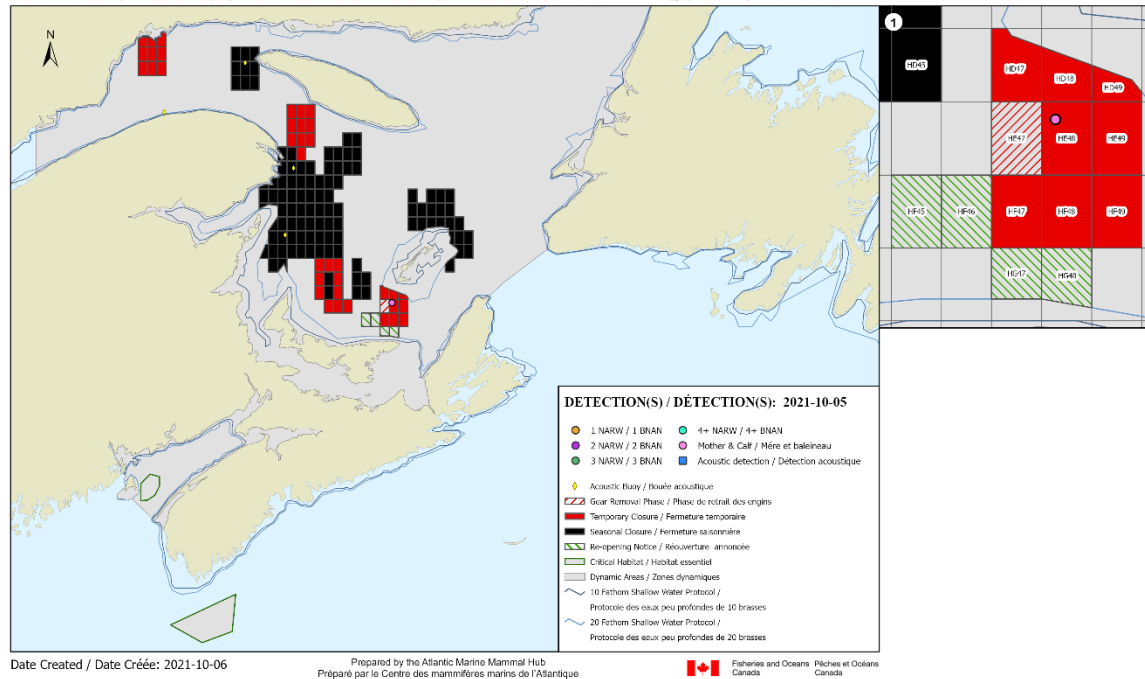 N
1
HD45
HD47
HD48
HD49
HE47
HE48
HE49
HF45
HF46
HF47
HF48
HF49
HG47
HG48
DETECTION(S) / DÉTECTION(S): 2021-10-05
1 NARW / 1 BNAN
4+ NARW / 4+ BNAN
2 NARW / 2 BNAN
Mother & Calf / Mére et baleineau
3 NARW / 3 BNAN
Acoustic detection / Détection acoustique
Acoustic Buoy / Bouée acoustique
Gear Removal Phase / Phase de retrait des engins
Temporary Closure / Fermeture temporaire
Seasonal Closure / Fermeture saisonnière
Re-opening Notice / Réouverture annoncée
Critical Habitat / Habitat essentiel
Dynamic Areas / Zones dynamiques
10 Fathom Shallow Water Protocol /
Protocole des eaux peu profondes de 10 brasses
20 Fathom Shallow Water Protocol /
Protocole des eaux peu profondes de 20 brasses
Date Created / Date Créée: 2021-10-06
Prepared by the Atlantic Marine Mammal Hub
Préparé par le Centre des mammifères marins de l'Atlantique
Fisheries and Oceans Canada
Pêches et Océans Canada